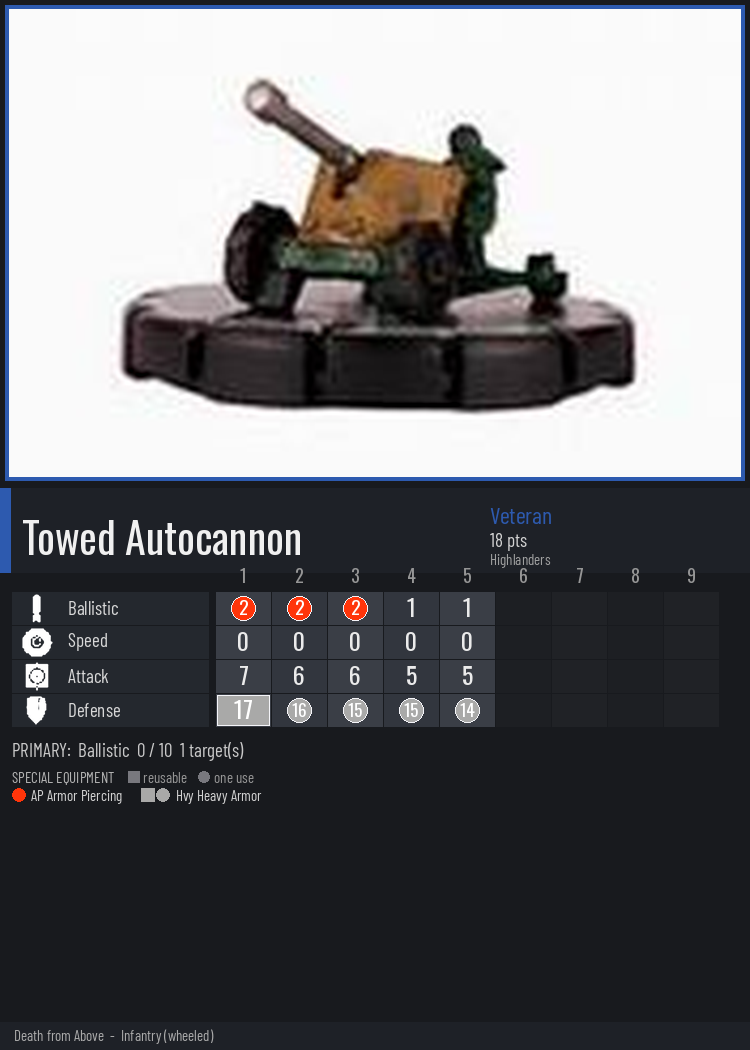 Towed Autocannon
Veteran
18 pts
Highlanders
1 2 3 4 5 6 7 8 9
Ballistic 2 2 2 1 1
Speed 0 0 0 0 0
Attack 7 6 6 5 5
Defense 17 16 15 15 14
PRIMARY: Ballistic 0 / 10 1 target(s)
SPECIAL EQUIPMENT reusable one use
AP Armor Piercing Hvy Heavy Armor
Death from Above - Infantry (wheeled)